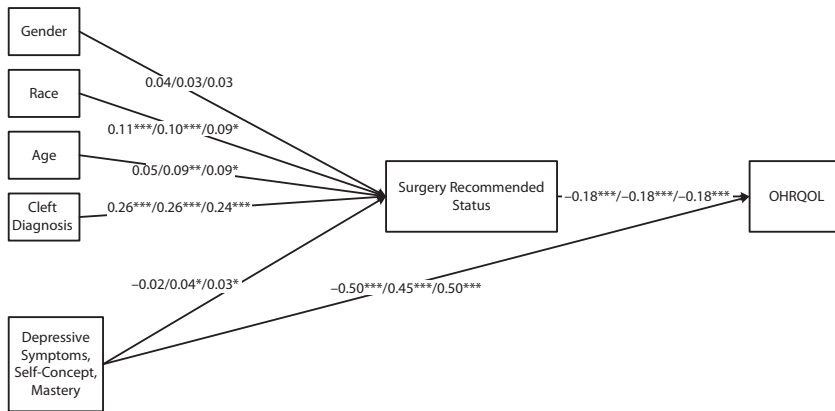 Gender
0.04/0.03/0.03
Race
0.11***/0.10***/0.09*
Age
0.05/0.09**/0.09*
Surgery Recommended
Status
−0.18***/−0.18***/−0.18***
OHRQOL
Cleft
Diagnosis
0.26***/0.26***/0.24***
−0.02/0.04*/0.03*
−0.50***/0.45***/0.50***
Depressive
Symptoms,
Self-Concept,
Mastery